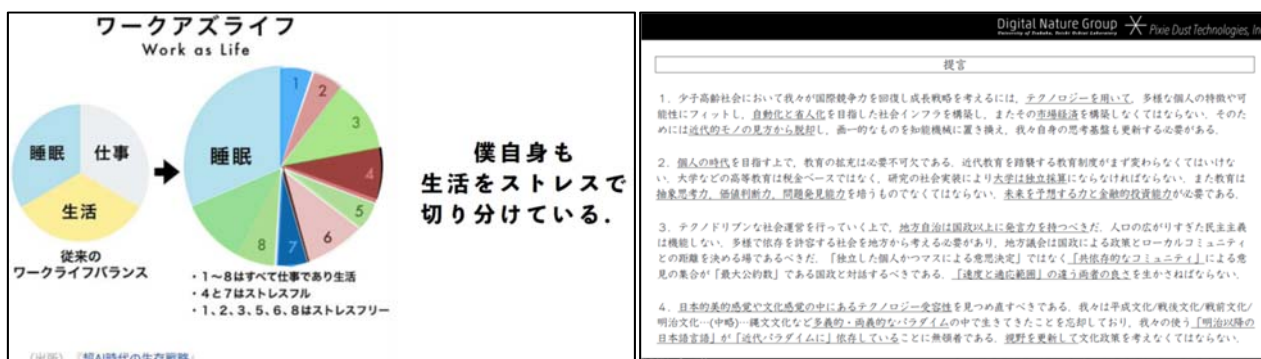 ワークアズライフ
Work as Life
睡眠
仕事
生活
従来の
ワークライフバランス
睡眠
1
2
3
4
5
6
7
8
・1〜8はすべて仕事であり生活
・4と7はストレスフル
・1、2、3、5、6、8はストレスフリー
僕自身も
生活をストレスで
切り分けている.
『超AI時代の生存戦略』
Digital Nature Group
Pixie Dust Technologies, In
提言
1. 少子高齢社会において我々が国際競争力を回復し成長戦略を考えるには、テクノロジーを用いて、多様な個人の特徴や可
能性にフィットし、自動化と省人化を目指した社会インフラを構築し、またその市場経済を構築しなくてはならない. そのた
めには近代的モノの見方から脱却し、画一的なものを知能機械に置き換え、我々自身の思考基盤も更新する必要がある.
2. 個人の時代を目指す上で、教育の拡充は必要不可欠である. 近代教育を踏襲する教育制度がまず変わらなくてはいけな
い. 大学などの高等教育は税金ベースではなく、研究の社会実装により大学は独立採算にならなければならない. また教育は
抽象思考力、価値判断力、問題発見能力を培うものでなくてはならない. 未来を予想する力と金融的投資能力が必要である.
3. テクノドリブンな社会運営を行っていく上で、地方自治は国政以上に発言力を持つべきだ. 人口の広がりすぎた民主主義
は機能しない. 多様で依存を許容する社会を地方から考える必要があり、地方議会は国政による政策とローカルコミュニティ
との距離を決める場であるべきだ. 「独立した個人かつマスによる意思決定」ではなく「共依存的なコミュニティ」による意
見の集合が「最大公約数」である国政と対話するべきである. 「速度と適応範囲」の違う両者の良さを生かさねばならない.
4. 日本的美的感覚や文化感覚の中にあるテクノロジー受容性を見つめ直すべきである. 我々は平成文化/戦後文化/戦前文化/
明治文化…(中略)…縄文文化など多義的・両義的なパラダイムの中で生きてきたことを忘却しており、我々の使う「明治以降の
日本語言語」が「近代パラダイムに」依存していることに無頓着である. 視野を更新して文化政策を考えなくてはならない.